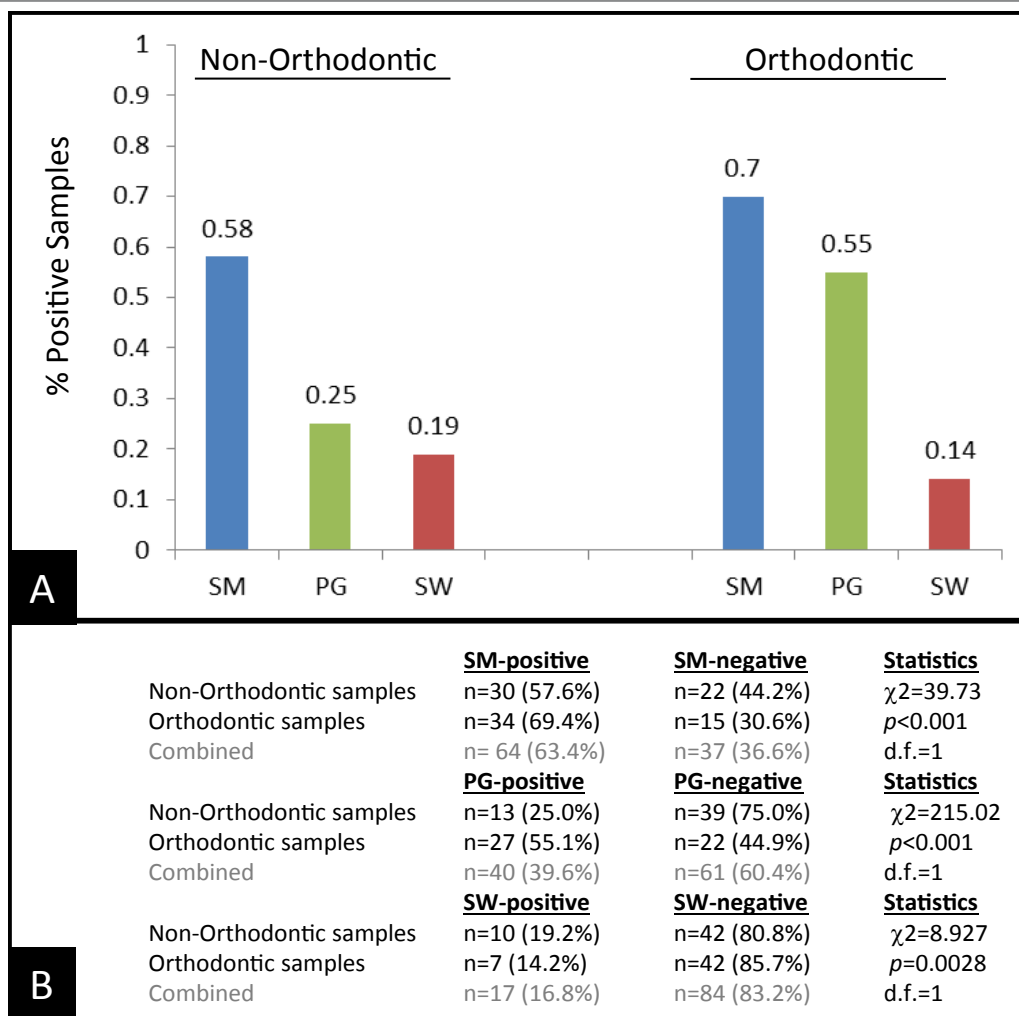 1
Non-Orthodontic Orthodontic
0.9
0.8
0.7
0.6
0.5
0.4
0.3
0.2
0.1
0
% Positive Samples
0.58
0.25
0.19
0.7
0.55
0.14
SM PG SW SM PG SW
A
SM-positive SM-negative Statistics
Non-Orthodontic samples n=30 (57.6%) n=22 (44.2%) χ2=39.73
Orthodontic samples n=34 (69.4%) n=15 (30.6%) p<0.001
Combined n= 64 (63.4%) n=37 (36.6%) d.f.=1
PG-positive PG-negative Statistics
Non-Orthodontic samples n=13 (25.0%) n=39 (75.0%) χ2=215.02
Orthodontic samples n=27 (55.1%) n=22 (44.9%) p<0.001
Combined n=40 (39.6%) n=61 (60.4%) d.f.=1
SW-positive SW-negative Statistics
Non-Orthodontic samples n=10 (19.2%) n=42 (80.8%) χ2=8.927
Orthodontic samples n=7 (14.2%) n=42 (85.7%) p=0.0028
Combined n=17 (16.8%) n=84 (83.2%) d.f.=1
B